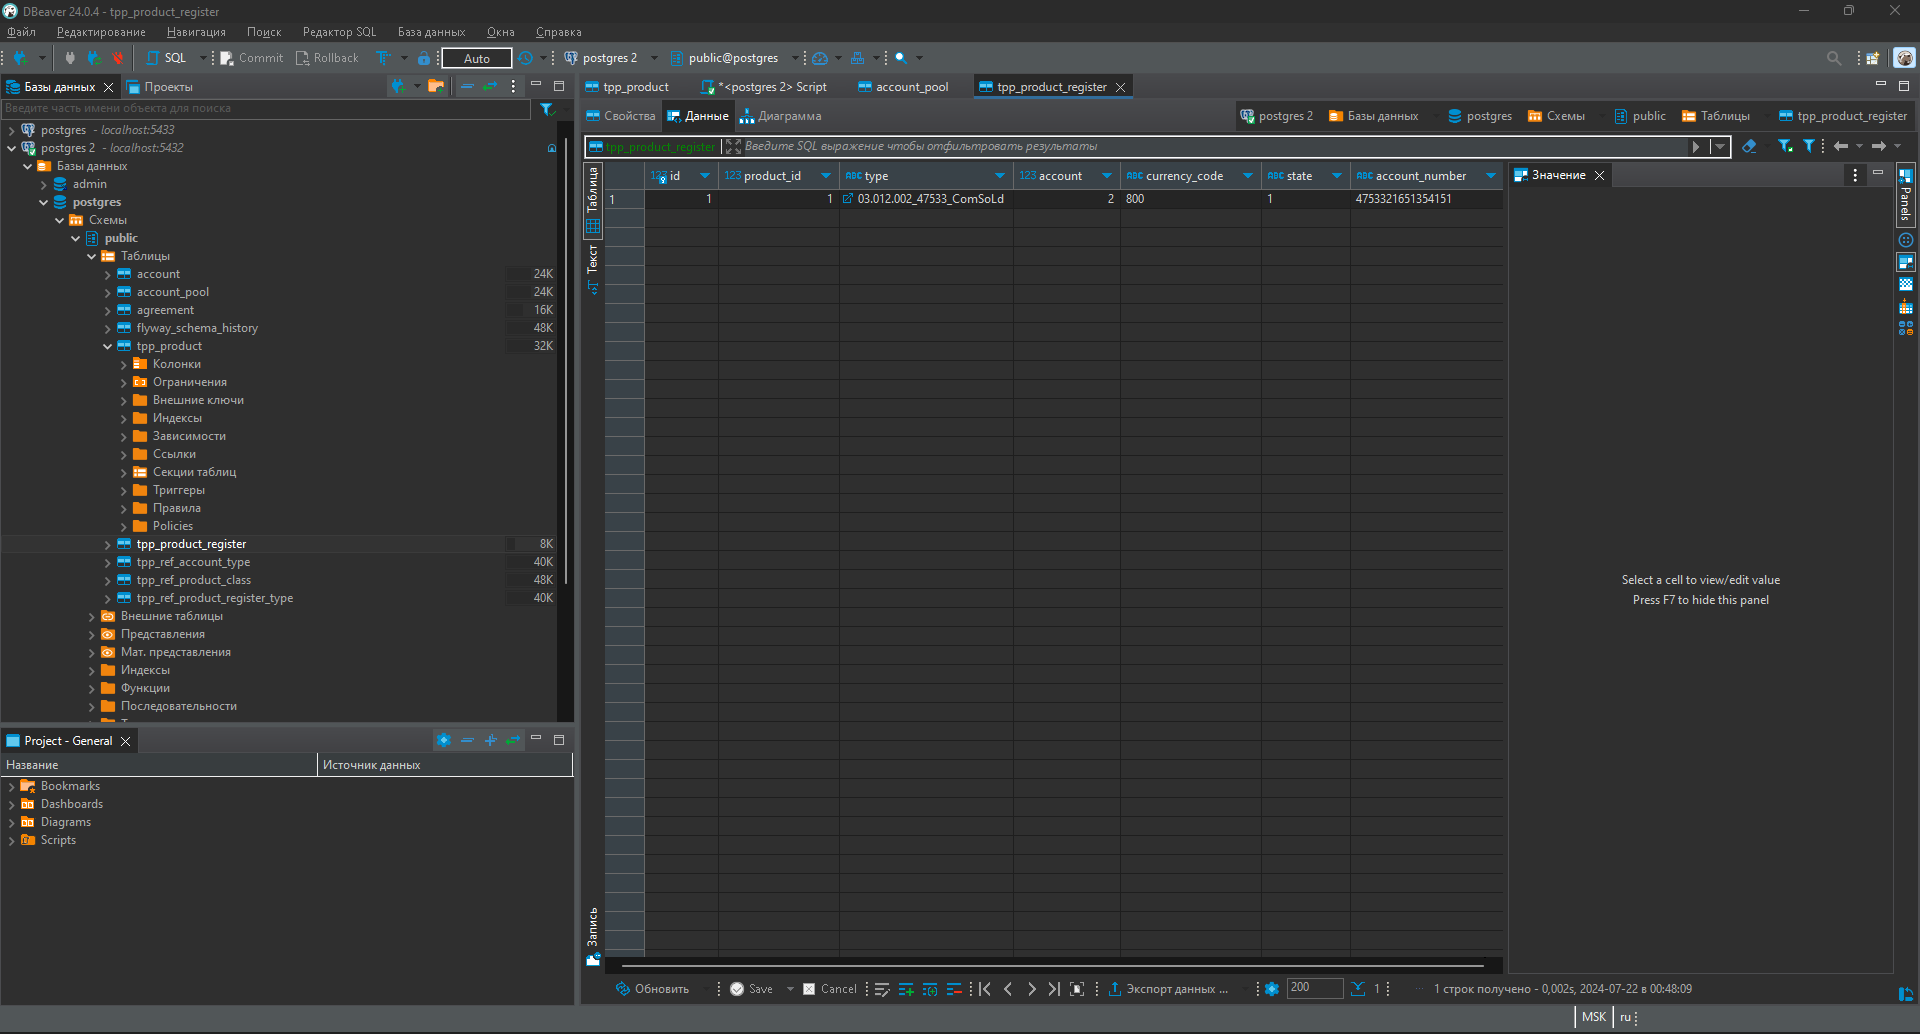 DBeaver 24.0.4 - tpp_product_register
Файл Редактирование Навигация Поиск Редактор SQL База данных Окна Справка
SQL Commit Rollback Auto postgres 2 public@postgres
Базы данных Проекты
Введите часть имени объекта для поиска
postgres - localhost:5433
postgres 2 - localhost:5432
Базы данных
admin
postgres
Схемы
public
Таблицы
account 24K
account_pool 24K
agreement 16K
flyway_schema_history 48K
tpp_product 32K
Колонки
Ограничения
Внешние ключи
Индексы
Зависимости
Ссылки
Секции таблиц
Триггеры
Правила
Policies
tpp_product_register 8K
tpp_ref_account_type 40K
tpp_ref_product_class 48K
tpp_ref_product_register_type 40K
Внешние таблицы
Представления
Мат. представления
Индексы
Функции
Последовательности
Project - General
Название Источник данных
Bookmarks
Dashboards
Diagrams
Scripts
tpp_product *<postgres 2> Script account_pool tpp_product_register
Свойства Данные Диаграмма
postgres 2 Базы данных postgres Схемы public Таблицы tpp_product_register
tpp_product_register Введите SQL выражение чтобы отфильтровать результаты
Таблица
Текст
Запись
123 id 123 product_id ABC type 123 account ABC currency_code ABC state ABC account_number
1 1 1 03.012.002_47533_ComSoLd 2 800 1 4753321651354151
Значение
Panels
Select a cell to view/edit value
Press F7 to hide this panel
Обновить Save Cancel Экспорт данных ... 200 1 1 строк получено - 0,002s, 2024-07-22 в 00:48:09
MSK ru